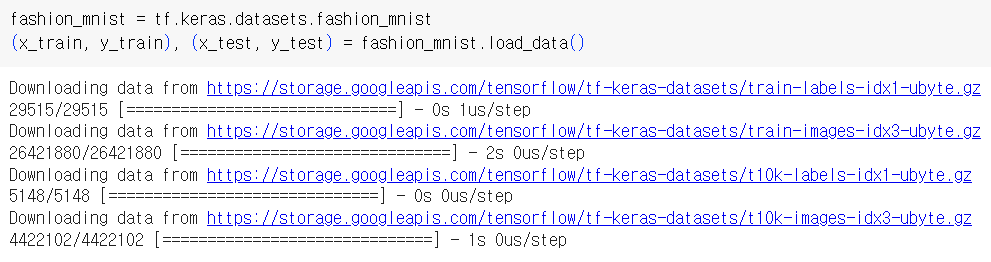 fashion_mnist = tf.keras.datasets.fashion_mnist
(x_train, y_train), (x_test, y_test) = fashion_mnist.load_data()
Downloading data from https://storage.googleapis.com/tensorflow/tf-keras-datasets/train-labels-idx1-ubyte.gz
29515/29515 [==============================] - 0s 1us/step
Downloading data from https://storage.googleapis.com/tensorflow/tf-keras-datasets/train-images-idx3-ubyte.gz
26421880/26421880 [==============================] - 2s 0us/step
Downloading data from https://storage.googleapis.com/tensorflow/tf-keras-datasets/t10k-labels-idx1-ubyte.gz
5148/5148 [==============================] - 0s 0us/step
Downloading data from https://storage.googleapis.com/tensorflow/tf-keras-datasets/t10k-images-idx3-ubyte.gz
4422102/4422102 [==============================] - 1s 0us/step